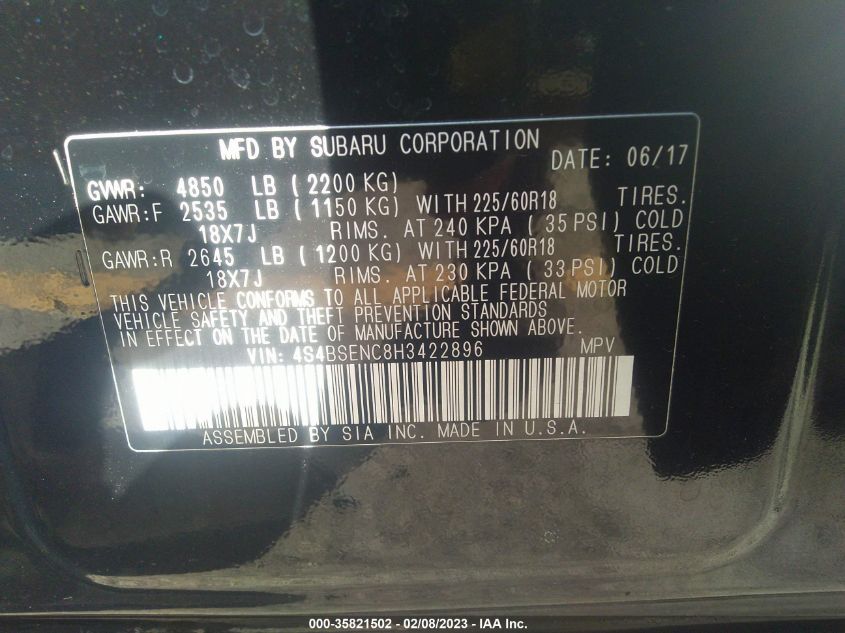 MFD BY SUBARU CORPORATION DATE: 06/17
GVWR: 4850 LB (2200 KG)
GAWR:F 2535 LB (1150 KG) WITH 225/60R18 TIRES.
18X7J RIMS. AT 240 KPA (35 PSI) COLD
GAWR:R 2645 LB (1200 KG) WITH 225/60R18 TIRES.
18X7J RIMS. AT 230 KPA (33 PSI) COLD
THIS VEHICLE CONFORMS TO ALL APPLICABLE FEDERAL MOTOR
VEHICLE SAFETY AND THEFT PREVENTION STANDARDS
IN EFFECT ON THE DATE OF MANUFACTURE SHOWN ABOVE.
VIN: 4S4BSENC8H3422896 MPV
ASSEMBLED BY SIA INC. MADE IN U.S.A.
000-35821502 - 02/08/2023 - IAA Inc.